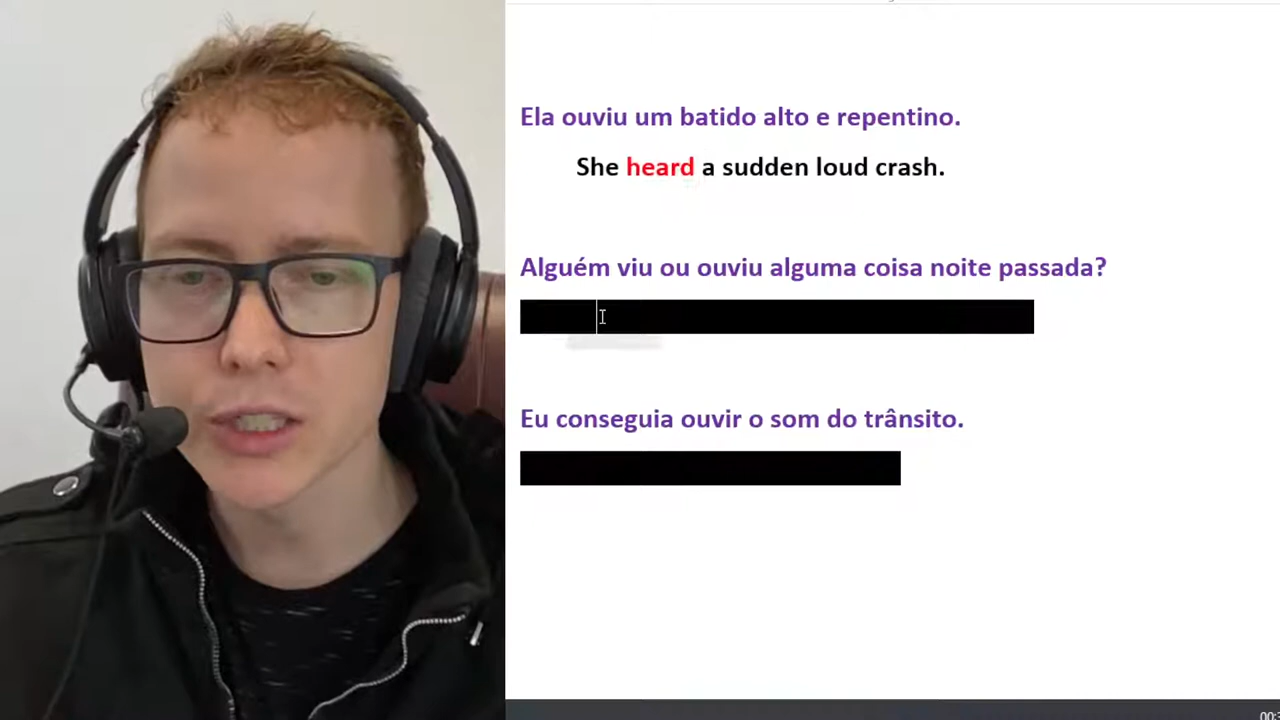 Ela ouviu um batido alto e repentino.
She heard a sudden loud crash.
Alguém viu ou ouviu alguma coisa noite passada?
Eu conseguia ouvir o som do trânsito.